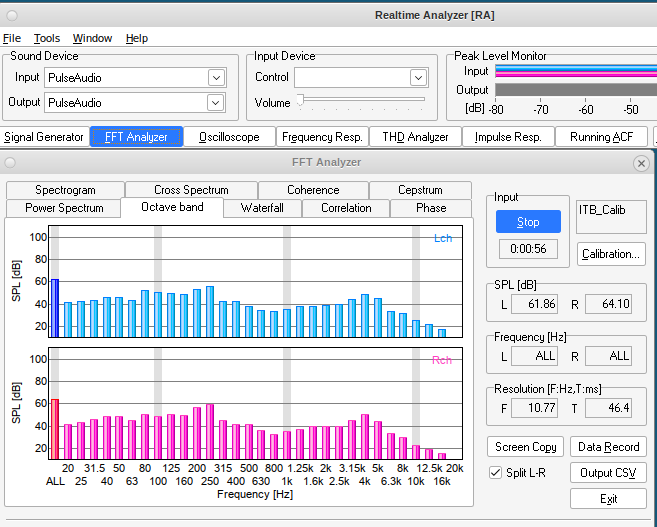 Realtime Analyzer [RA]
File Tools Window Help
Sound Device
Input PulseAudio
Output PulseAudio
Input Device
Control
Volume
Peak Level Monitor
Input
Output
[dB] -80 -70 -60 -50
Signal Generator FFT Analyzer Oscilloscope Frequency Resp. THD Analyzer Impulse Resp. Running ACF
FFT Analyzer
Spectrogram Cross Spectrum Coherence Cepstrum
Power Spectrum Octave band Waterfall Correlation Phase
Lch
SPL [dB]
100
80
60
40
20
Rch
SPL [dB]
100
80
60
40
20
20 31.5 50 80 125 200 315 500 800 1.25k 2k 3.15k 5k 8k 12.5k 20k
ALL 25 40 63 100 160 250 400 630 1k 1.6k 2.5k 4k 6.3k 10k 16k
Frequency [Hz]
Input
Stop
0:00:56
ITB_Calib
Calibration...
SPL [dB]
L 61.86 R 64.10
Frequency [Hz]
L ALL R ALL
Resolution [F:Hz,T:ms]
F 10.77 T 46.4
Screen Copy Data Record
Split L-R Output CSV
Exit